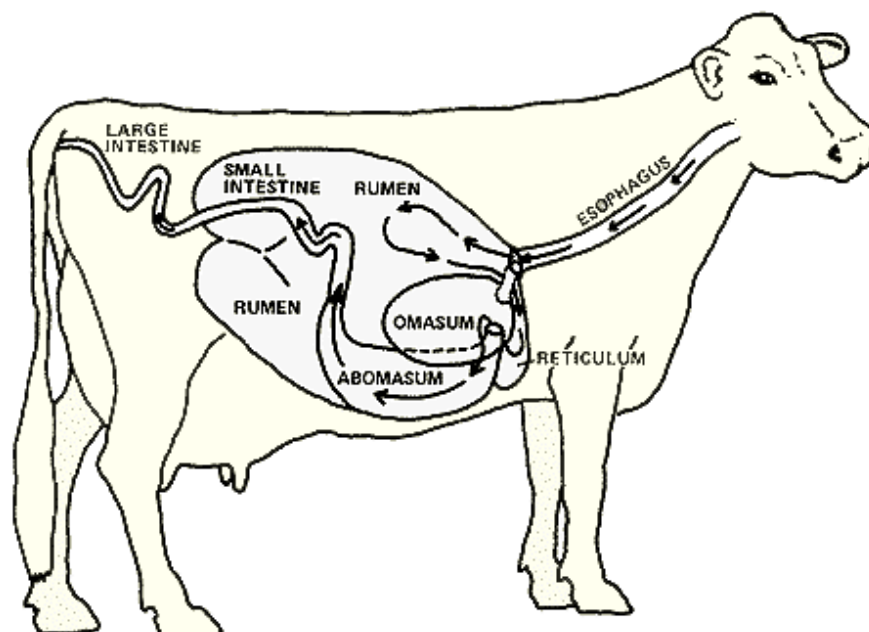 LARGE
INTESTINE
SMALL
INTESTINE
RUMEN
ESOPHAGUS
RUMEN
OMASUM
RETICULUM
ABOMASUM